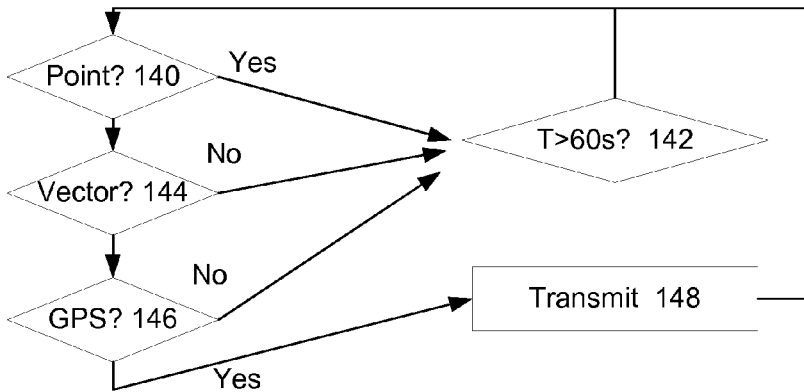 Point? 140
Yes
T>60s? 142
No
Vector? 144
No
GPS? 146
Transmit 148
Yes